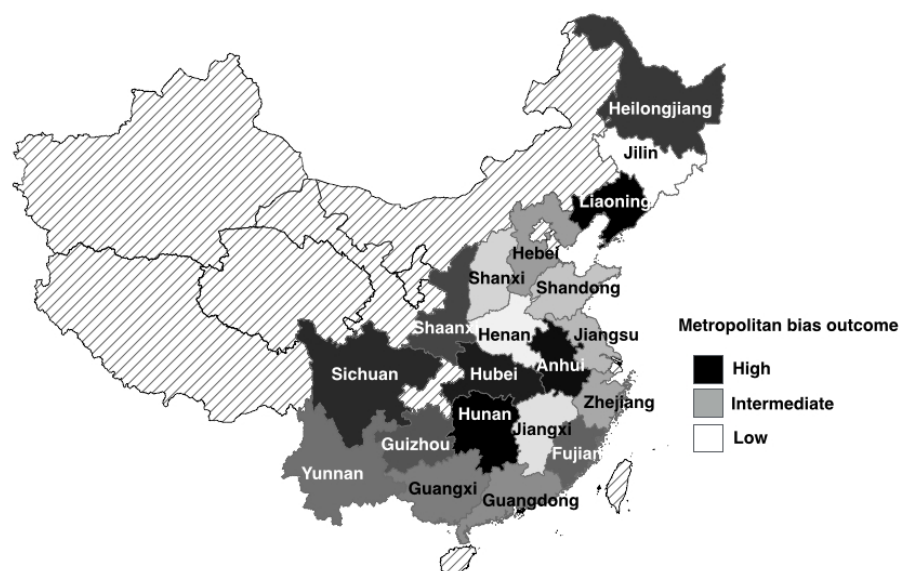 Heilongjiang
Jilin
Liaoning
Hebei
Shanxi
Shandong
Shaanx
Henan
Jiangsu
Metropolitan bias outcome
High
Intermediate
Low
Anhui
Sichuan
Hubei
Zhejiang
Hunan
Jiangxi
Guizhou
Fujian
Yunnan
Guangxi
Guangdong